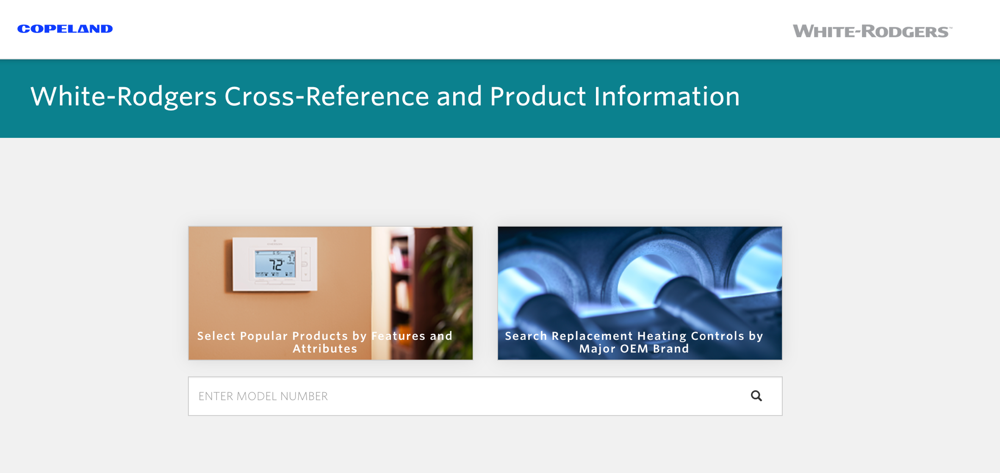 COPELAND
WHITE-RODGERS™
White-Rodgers Cross-Reference and Product Information
EMERSON
72°
Select Popular Products by Features and
Attributes
Search Replacement Heating Controls by
Major OEM Brand
ENTER MODEL NUMBER